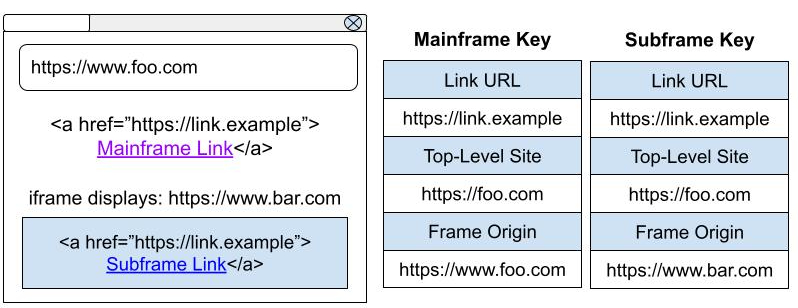 https://www.foo.com
<a href=”https://link.example”>
Mainframe Link</a>
iframe displays: https://www.bar.com
<a href=”https://link.example”>
Subframe Link</a>
Mainframe Key
Link URL
https://link.example
Top-Level Site
https://foo.com
Frame Origin
https://www.foo.com
Subframe Key
Link URL
https://link.example
Top-Level Site
https://foo.com
Frame Origin
https://www.bar.com